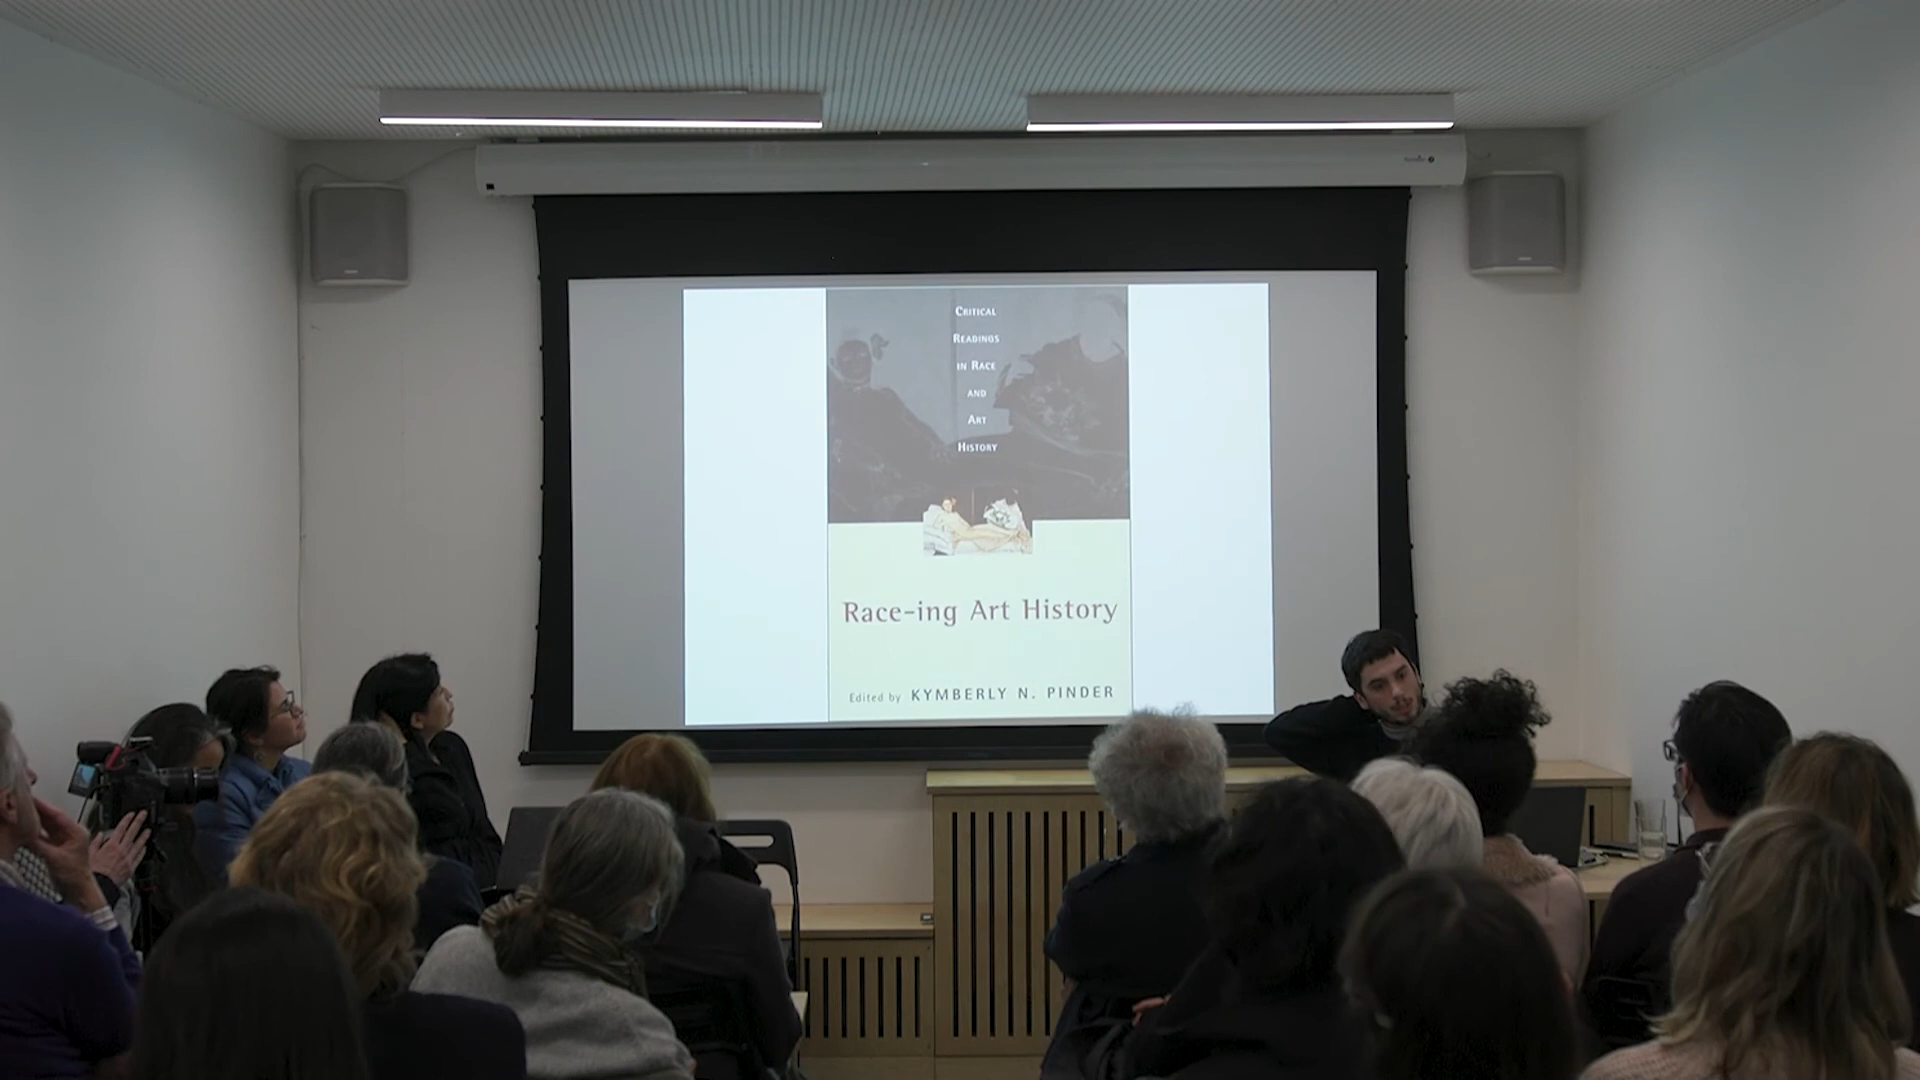 CRITICAL
READINGS
IN RACE
AND
ART
HISTORY
Race-ing Art History
Edited by KYMBERLY N. PINDER